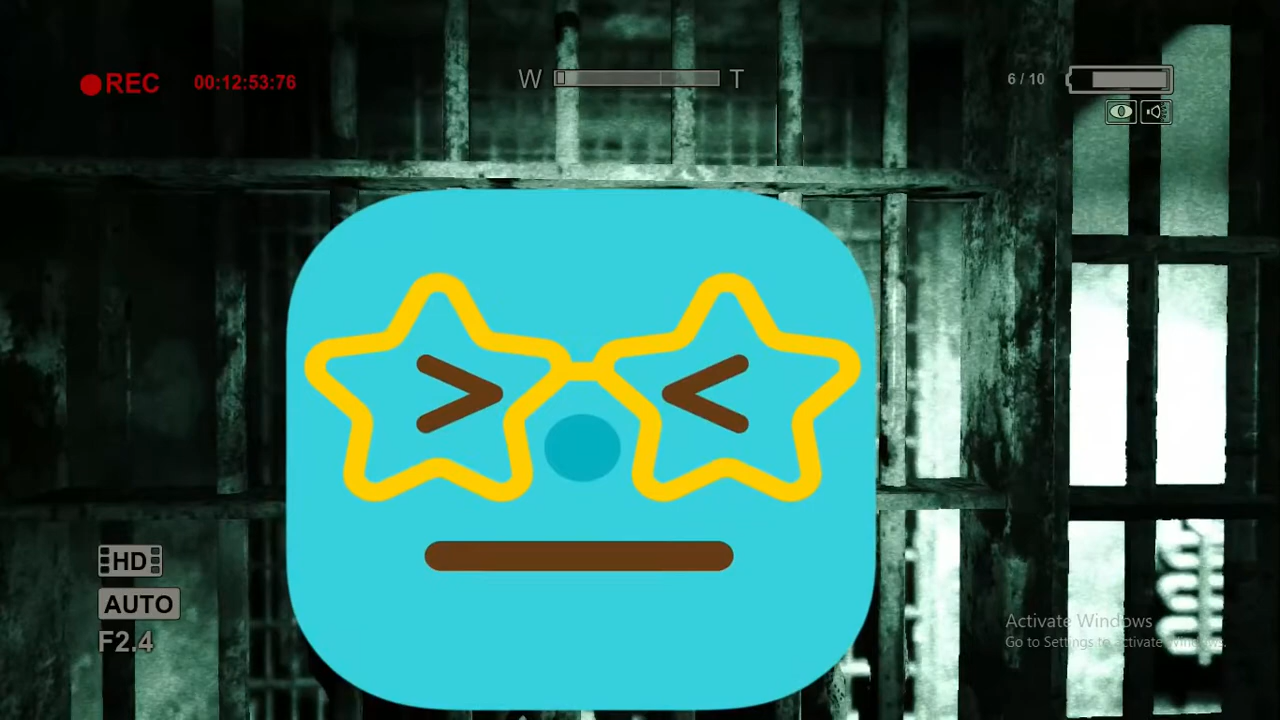 REC 00:12:53:76
W T
6 / 10
HD
AUTO
F2.4
Activate Windows
Go to Settings to activate Windows.